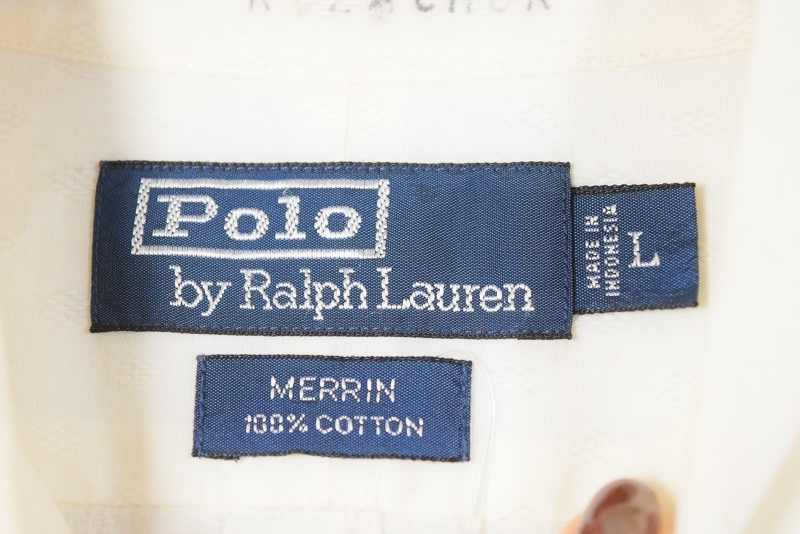 Polo
by Ralph Lauren
MADE IN
INDONESIA
L
MERRIN
100% COTTON